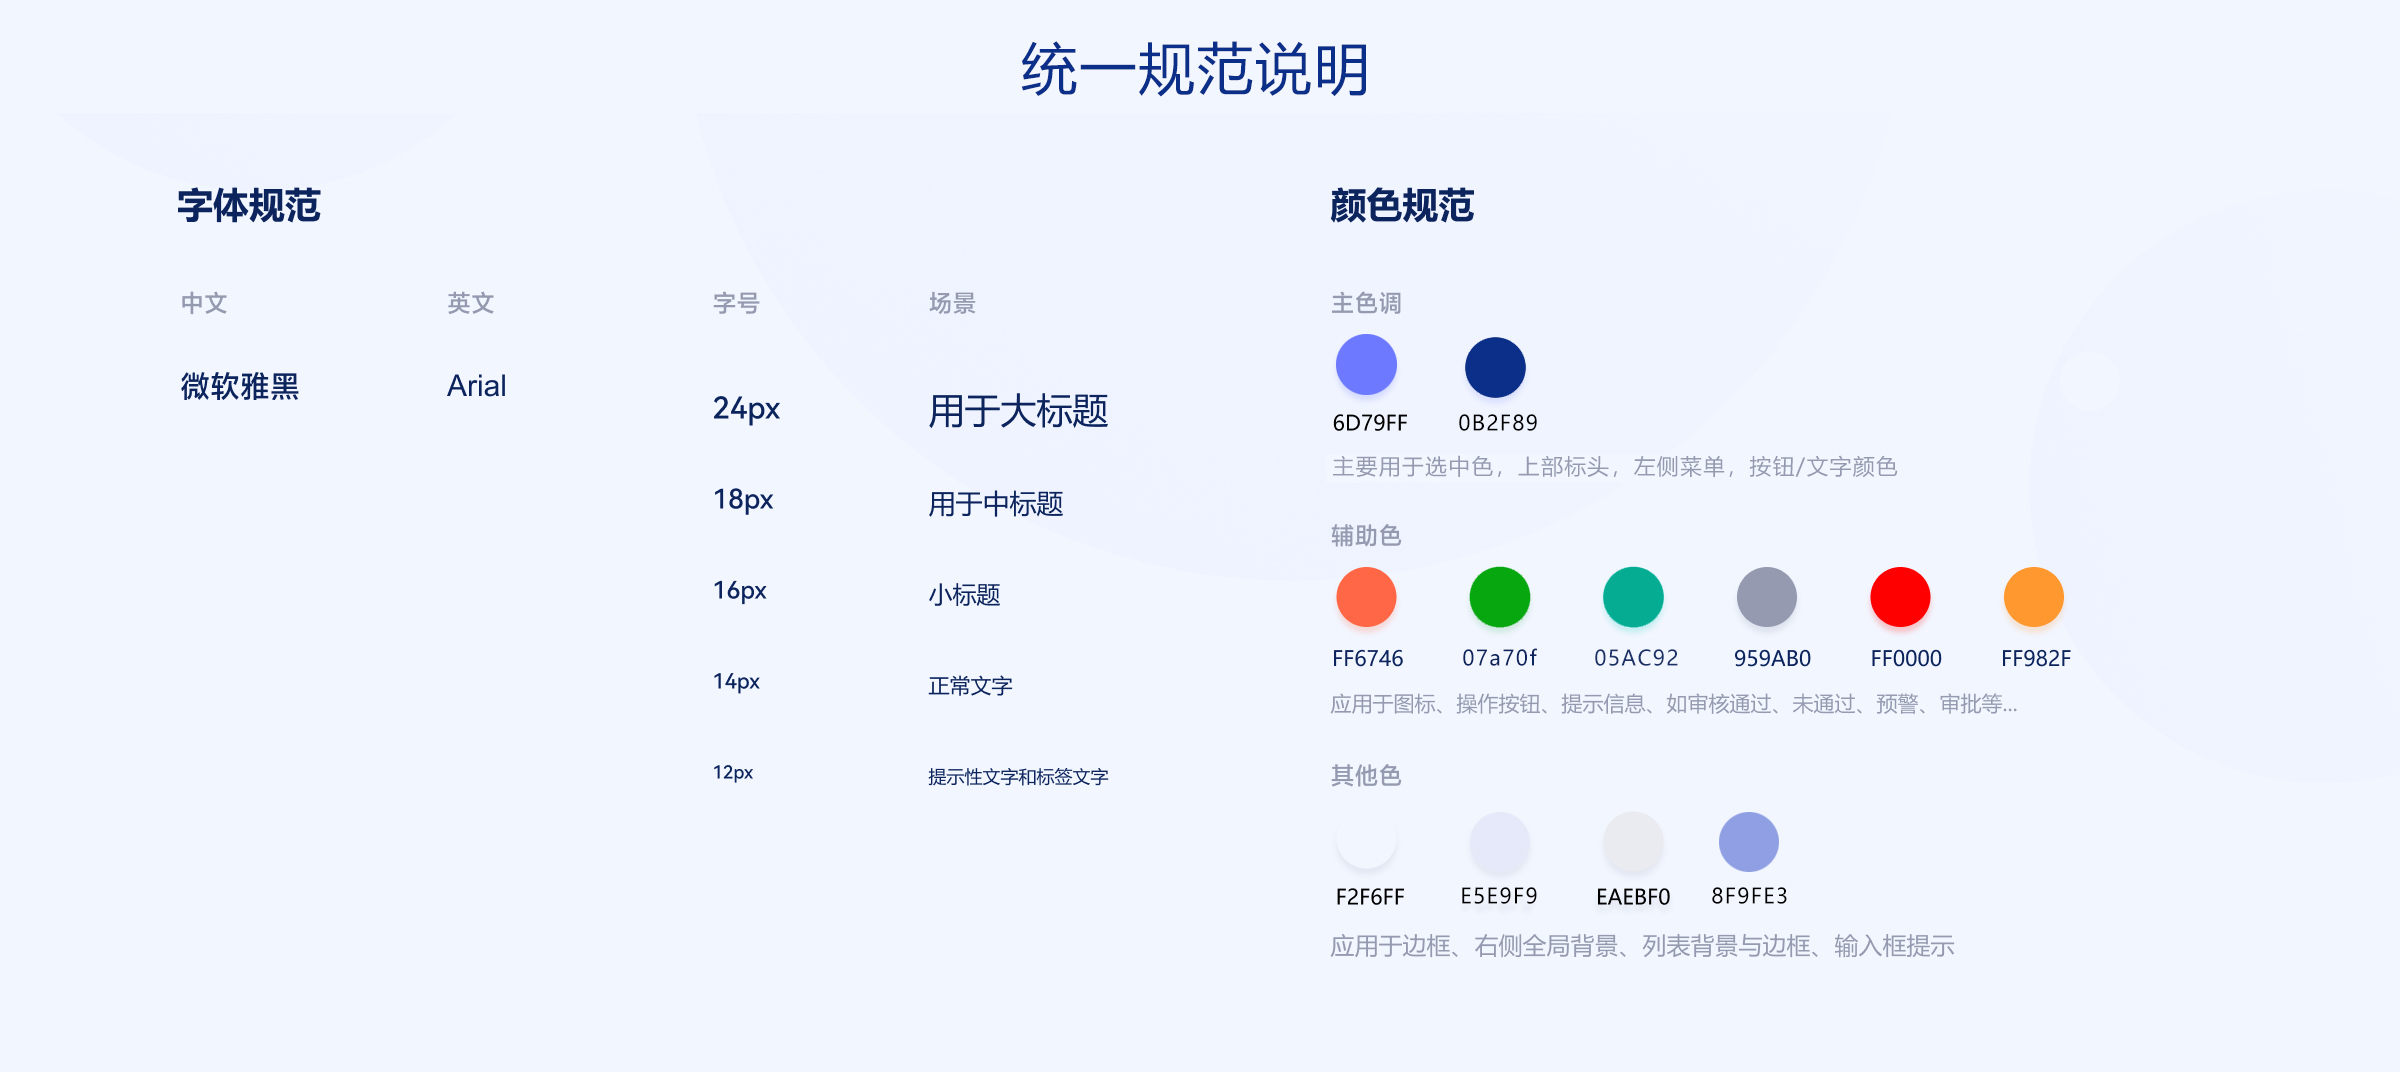 统一规范说明
字体规范
中文 英文 字号 场景
微软雅黑 Arial
24px 用于大标题
18px 用于中标题
16px 小标题
14px 正常文字
12px 提示性文字和标签文字
颜色规范
主色调
6D79FF 0B2F89
主要用于选中色，上部标头，左侧菜单，按钮/文字颜色
辅助色
FF6746 07a70f 05AC92 959AB0 FF0000 FF982F
应用于图标、操作按钮、提示信息、如审核通过、未通过、预警、审批等...
其他色
F2F6FF E5E9F9 EAEBF0 8F9FE3
应用于边框、右侧全局背景、列表背景与边框、输入框提示